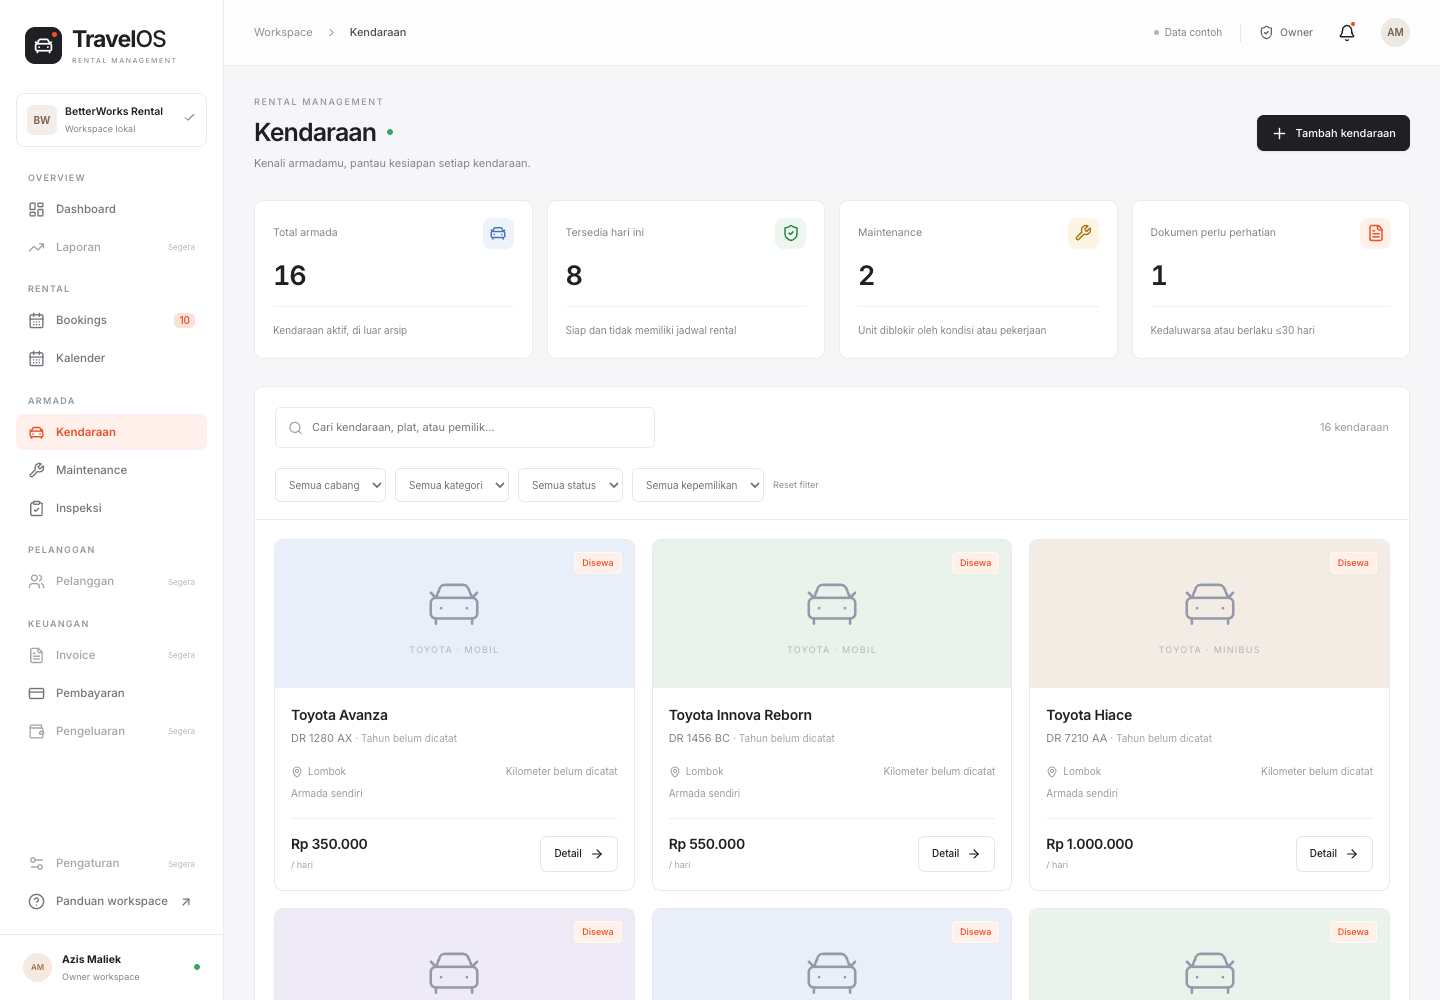 TravelOS
RENTAL MANAGEMENT
BW
BetterWorks Rental
Workspace lokal
OVERVIEW
Dashboard
Laporan Segera
RENTAL
Bookings 10
Kalender
ARMADA
Kendaraan
Maintenance
Inspeksi
PELANGGAN
Pelanggan Segera
KEUANGAN
Invoice Segera
Pembayaran
Pengeluaran Segera
Pengaturan Segera
Panduan workspace
AM
Azis Maliek
Owner workspace
Workspace Kendaraan
Data contoh
Owner
AM
RENTAL MANAGEMENT
Kendaraan
Kenali armadamu, pantau kesiapan setiap kendaraan.
Tambah kendaraan
Total armada
16
Kendaraan aktif, di luar arsip
Tersedia hari ini
8
Siap dan tidak memiliki jadwal rental
Maintenance
2
Unit diblokir oleh kondisi atau pekerjaan
Dokumen perlu perhatian
1
Kedaluwarsa atau berlaku ≤30 hari
Cari kendaraan, plat, atau pemilik...
16 kendaraan
Semua cabang Semua kategori Semua status Semua kepemilikan Reset filter
Disewa
TOYOTA · MOBIL
Toyota Avanza
DR 1280 AX · Tahun belum dicatat
Lombok Kilometer belum dicatat
Armada sendiri
Rp 350.000
/ hari
Detail
Disewa
TOYOTA · MOBIL
Toyota Innova Reborn
DR 1456 BC · Tahun belum dicatat
Lombok Kilometer belum dicatat
Armada sendiri
Rp 550.000
/ hari
Detail
Disewa
TOYOTA · MINIBUS
Toyota Hiace
DR 7210 AA · Tahun belum dicatat
Lombok Kilometer belum dicatat
Armada sendiri
Rp 1.000.000
/ hari
Detail
Disewa
Disewa
Disewa